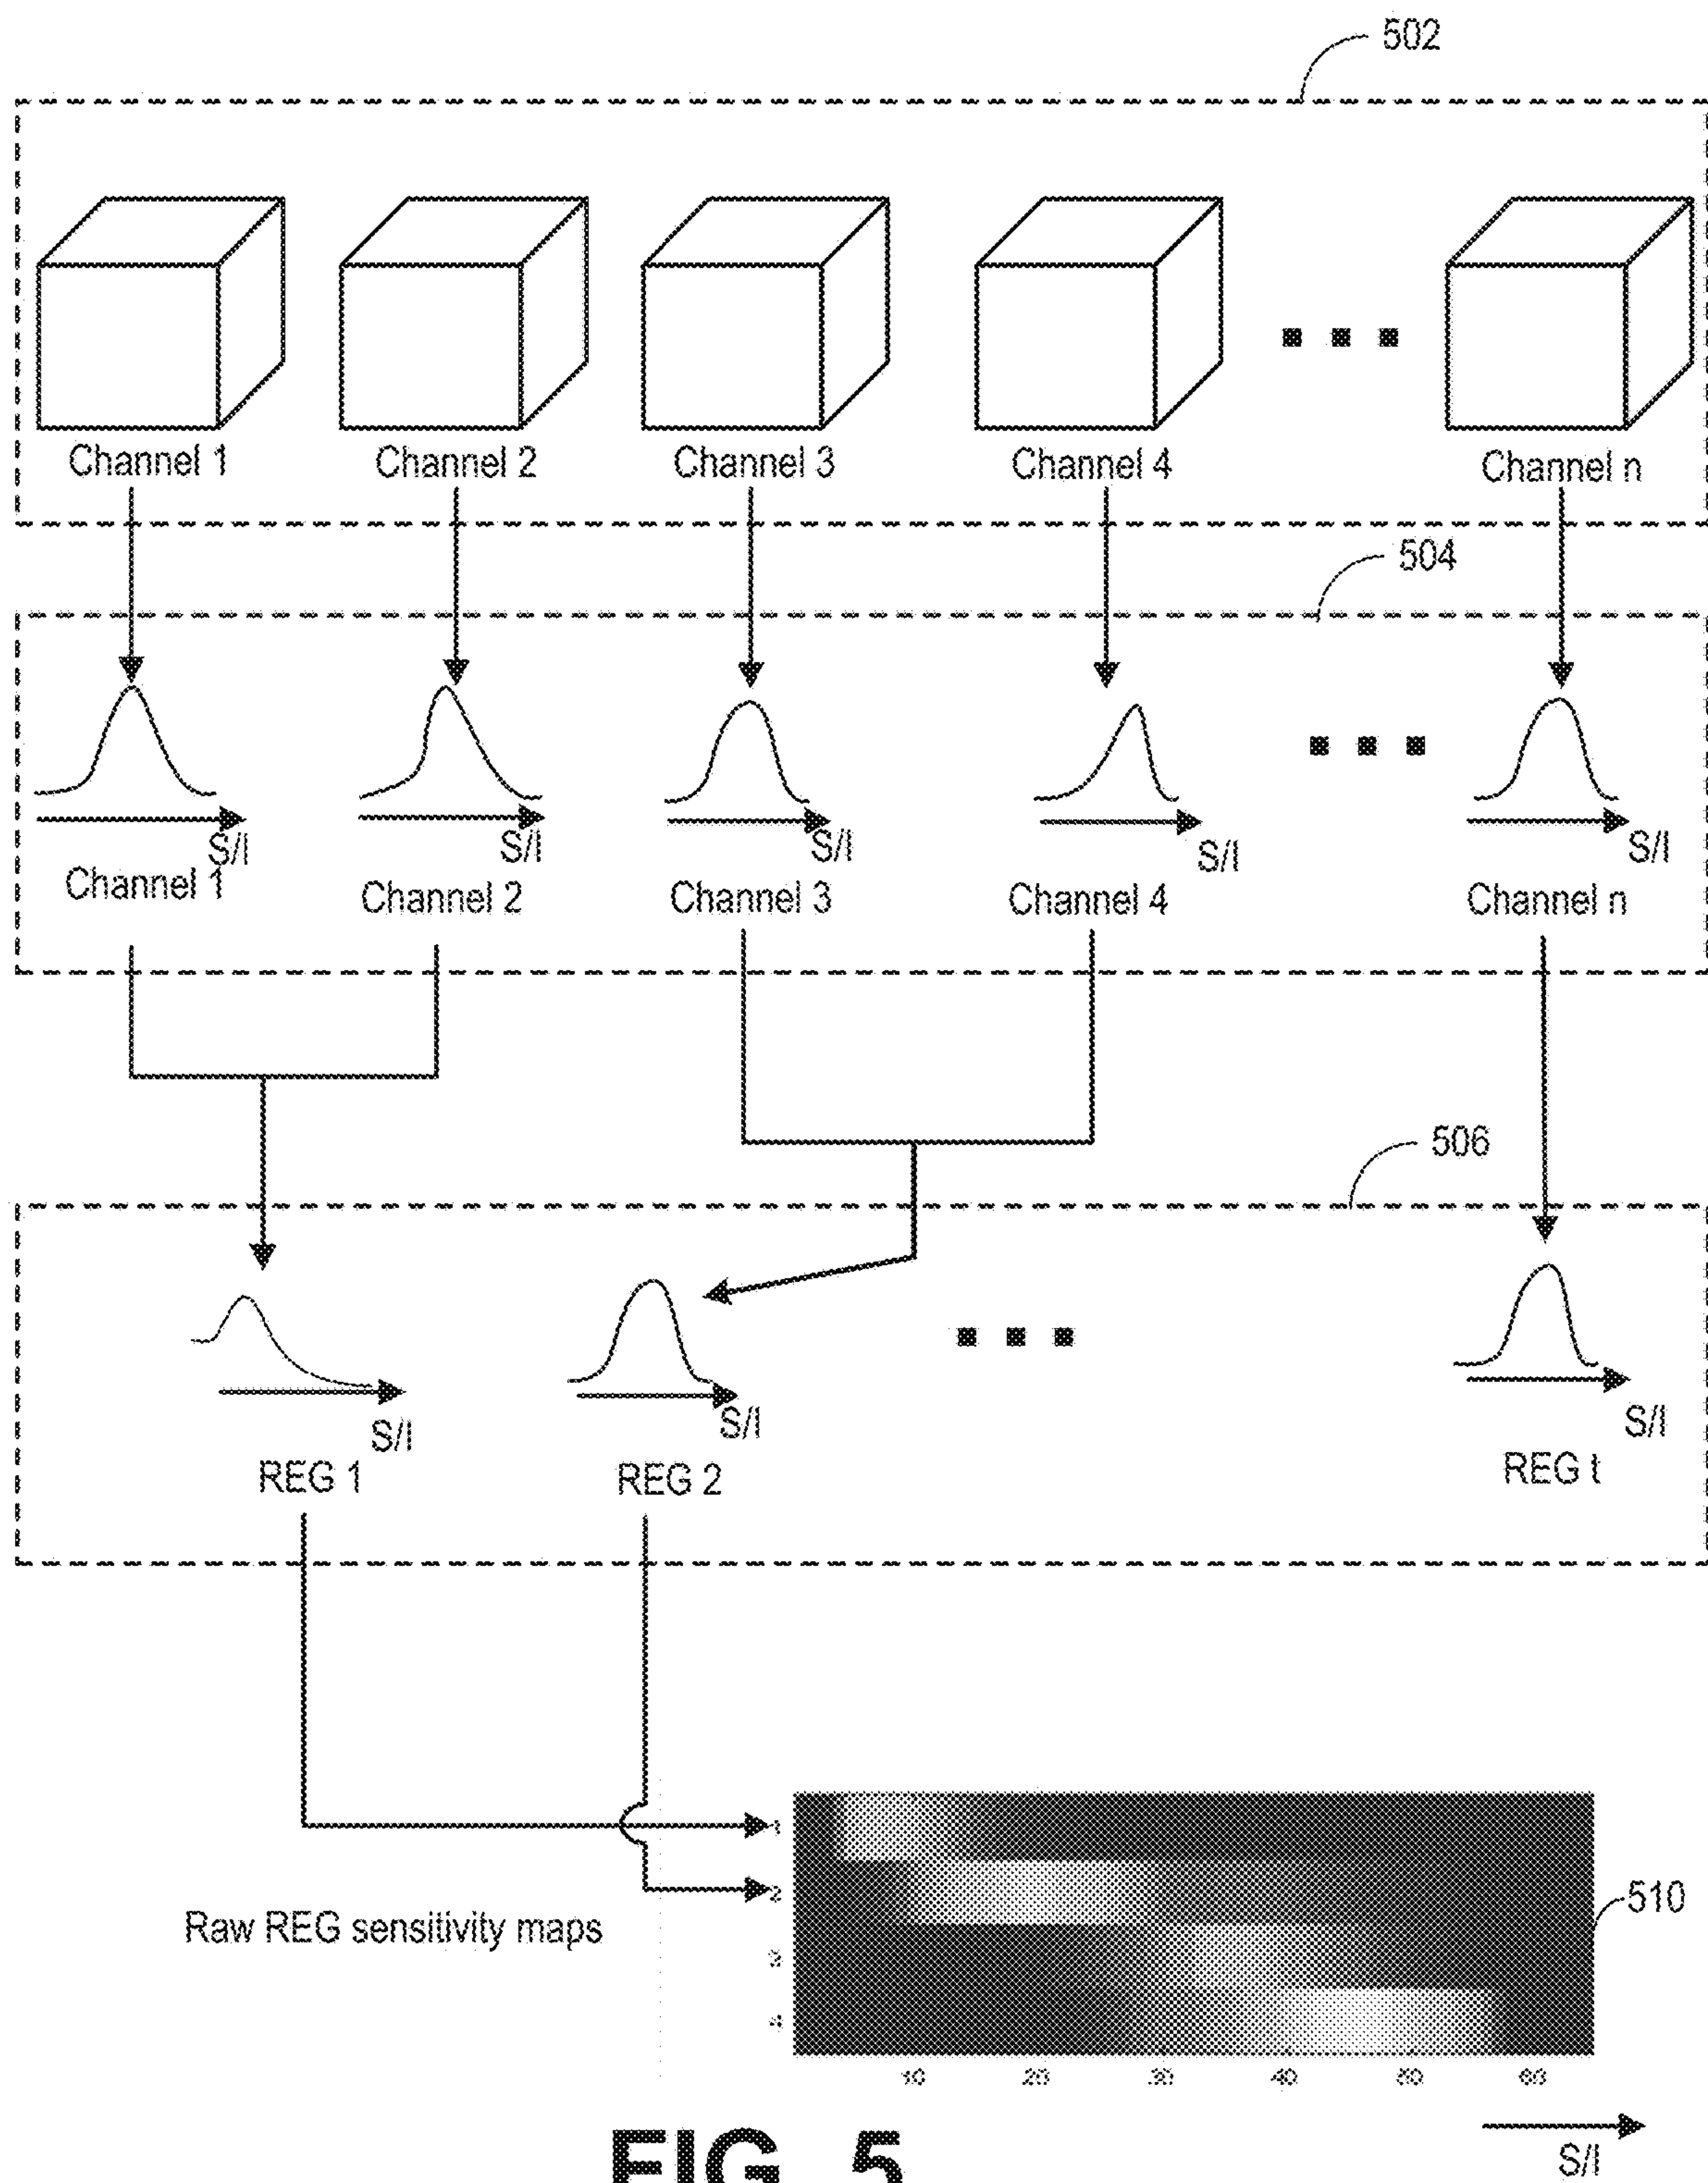 502
Channel 1 Channel 2 Channel 3 Channel 4 Channel n
504
S/I S/I S/I S/I S/I
Channel 1 Channel 2 Channel 3 Channel 4 Channel n
506
S/I S/I S/I
REG 1 REG 2 REG t
1
2
Raw REG sensitivity maps
510
3
4
10 20 30 40 50 60
S/I
FIG. 5